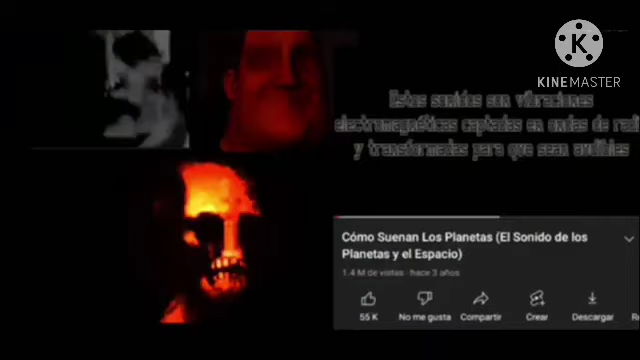 K
KINEMASTER
Estos sonidos son vibraciones
electromagnéticas captadas en ondas de radi
y transformadas para que sean audibles
Cómo Suenan Los Planetas (El Sonido de los
Planetas y el Espacio)
1.4 M de vistas · hace 3 años
55 K No me gusta Compartir Crear Descargar R